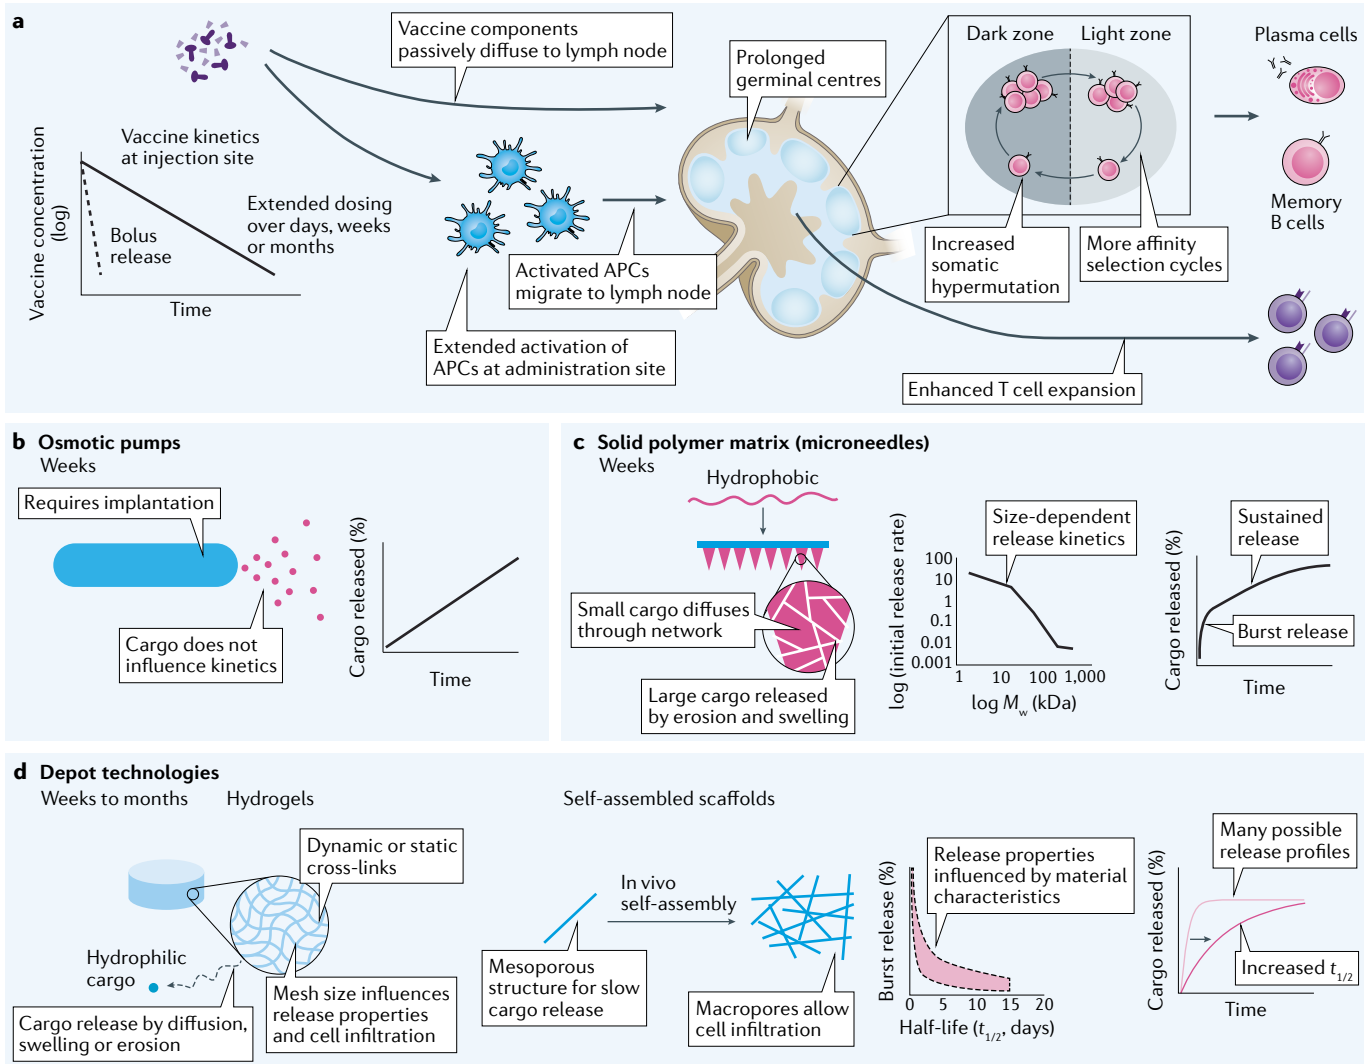 a
Vaccine components
passively diffuse to lymph node
Prolonged
germinal centres
Dark zone
Light zone
Plasma cells
Vaccine kinetics
at injection site
Vaccine concentration
(log)
Bolus
release
Extended dosing
over days, weeks
or months
Time
Activated APCs
migrate to lymph node
Extended activation of
APCs at administration site
Increased
somatic
hypermutation
More affinity
selection cycles
Memory
B cells
Enhanced T cell expansion
b Osmotic pumps
Weeks
Requires implantation
Cargo does not
influence kinetics
Cargo released (%)
Time
c Solid polymer matrix (microneedles)
Weeks
Hydrophobic
Small cargo diffuses
through network
Large cargo released
by erosion and swelling
Size-dependent
release kinetics
log (initial release rate)
100
10
1
0.1
0.01
0.001
1 10 100 1,000
log Mw (kDa)
Sustained
release
Burst release
Cargo released (%)
Time
d Depot technologies
Weeks to months
Hydrogels
Dynamic or static
cross-links
Hydrophilic
cargo
Cargo release by diffusion,
swelling or erosion
Mesh size influences
release properties
and cell infiltration
Self-assembled scaffolds
In vivo
self-assembly
Mesoporous
structure for slow
cargo release
Macropores allow
cell infiltration
Release properties
influenced by material
characteristics
Burst release (%)
0 5 10 15 20
Half-life (t1/2, days)
Many possible
release profiles
Increased t1/2
Cargo released (%)
Time